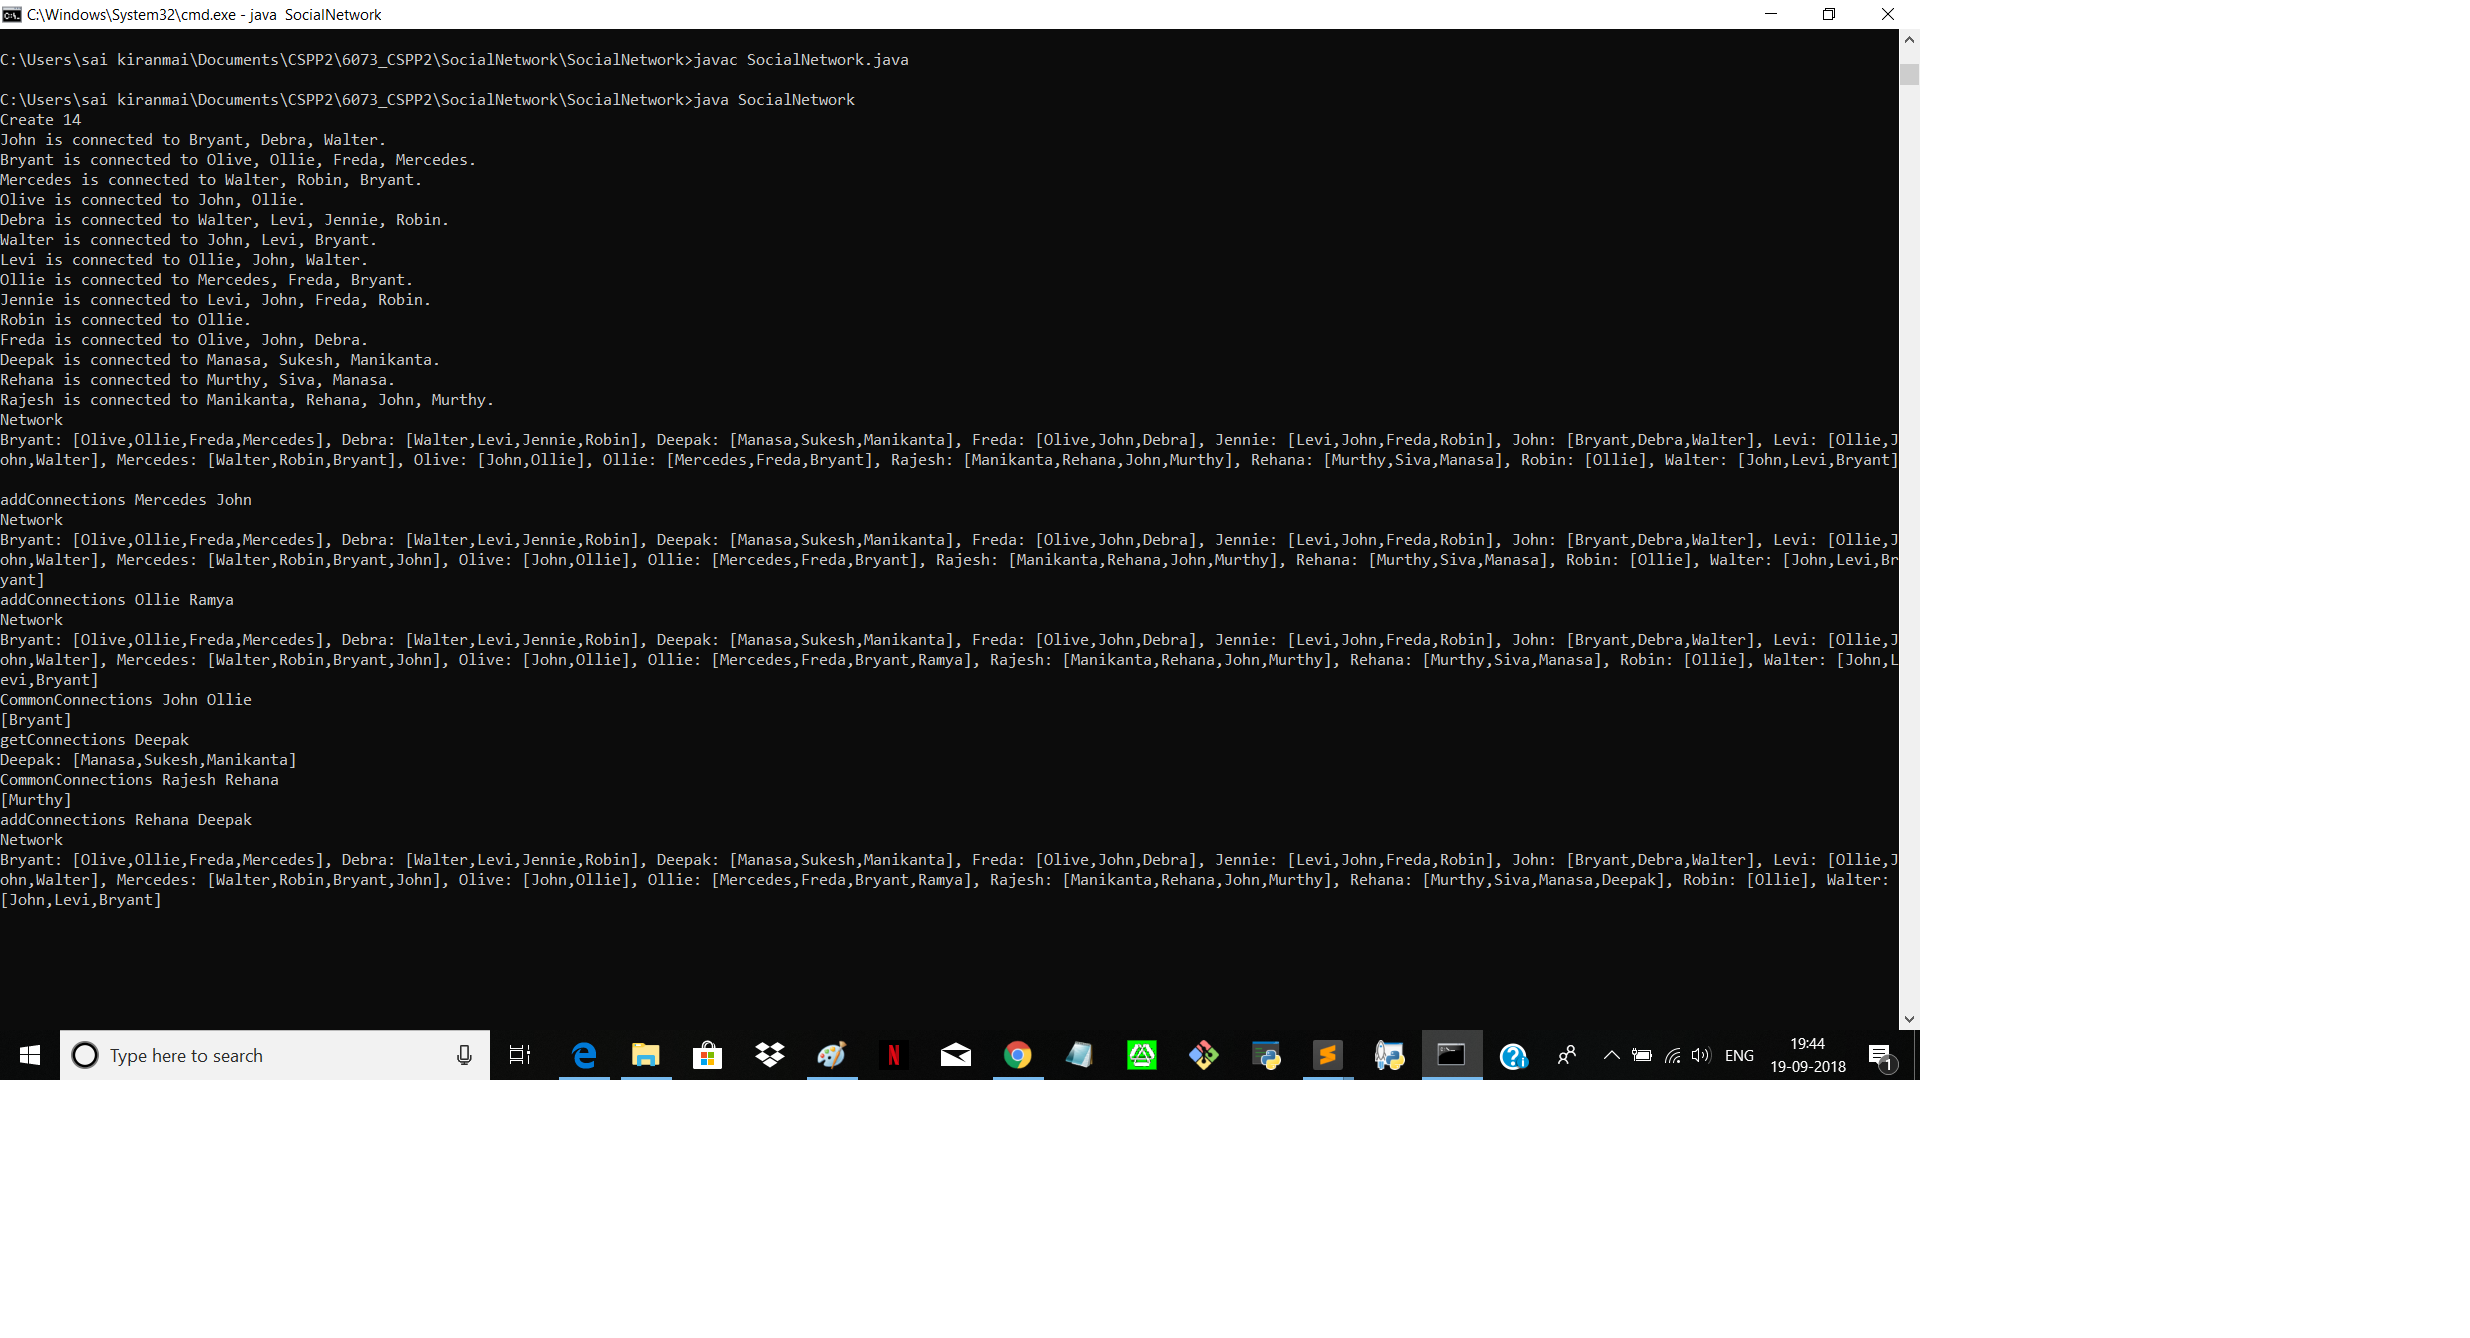 C:\Windows\System32\cmd.exe - java  SocialNetwork
C:\Users\sai kiranmai\Documents\CSPP2\6073_CSPP2\SocialNetwork\SocialNetwork>javac SocialNetwork.java
C:\Users\sai kiranmai\Documents\CSPP2\6073_CSPP2\SocialNetwork\SocialNetwork>java SocialNetwork
Create 14
John is connected to Bryant, Debra, Walter.
Bryant is connected to Olive, Ollie, Freda, Mercedes.
Mercedes is connected to Walter, Robin, Bryant.
Olive is connected to John, Ollie.
Debra is connected to Walter, Levi, Jennie, Robin.
Walter is connected to John, Levi, Bryant.
Levi is connected to Ollie, John, Walter.
Ollie is connected to Mercedes, Freda, Bryant.
Jennie is connected to Levi, John, Freda, Robin.
Robin is connected to Ollie.
Freda is connected to Olive, John, Debra.
Deepak is connected to Manasa, Sukesh, Manikanta.
Rehana is connected to Murthy, Siva, Manasa.
Rajesh is connected to Manikanta, Rehana, John, Murthy.
Network
Bryant: [Olive,Ollie,Freda,Mercedes], Debra: [Walter,Levi,Jennie,Robin], Deepak: [Manasa,Sukesh,Manikanta], Freda: [Olive,John,Debra], Jennie: [Levi,John,Freda,Robin], John: [Bryant,Debra,Walter], Levi: [Ollie,J
ohn,Walter], Mercedes: [Walter,Robin,Bryant], Olive: [John,Ollie], Ollie: [Mercedes,Freda,Bryant], Rajesh: [Manikanta,Rehana,John,Murthy], Rehana: [Murthy,Siva,Manasa], Robin: [Ollie], Walter: [John,Levi,Bryant]
addConnections Mercedes John
Network
Bryant: [Olive,Ollie,Freda,Mercedes], Debra: [Walter,Levi,Jennie,Robin], Deepak: [Manasa,Sukesh,Manikanta], Freda: [Olive,John,Debra], Jennie: [Levi,John,Freda,Robin], John: [Bryant,Debra,Walter], Levi: [Ollie,J
ohn,Walter], Mercedes: [Walter,Robin,Bryant,John], Olive: [John,Ollie], Ollie: [Mercedes,Freda,Bryant], Rajesh: [Manikanta,Rehana,John,Murthy], Rehana: [Murthy,Siva,Manasa], Robin: [Ollie], Walter: [John,Levi,Br
yant]
addConnections Ollie Ramya
Network
Bryant: [Olive,Ollie,Freda,Mercedes], Debra: [Walter,Levi,Jennie,Robin], Deepak: [Manasa,Sukesh,Manikanta], Freda: [Olive,John,Debra], Jennie: [Levi,John,Freda,Robin], John: [Bryant,Debra,Walter], Levi: [Ollie,J
ohn,Walter], Mercedes: [Walter,Robin,Bryant,John], Olive: [John,Ollie], Ollie: [Mercedes,Freda,Bryant,Ramya], Rajesh: [Manikanta,Rehana,John,Murthy], Rehana: [Murthy,Siva,Manasa], Robin: [Ollie], Walter: [John,L
evi,Bryant]
CommonConnections John Ollie
[Bryant]
getConnections Deepak
Deepak: [Manasa,Sukesh,Manikanta]
CommonConnections Rajesh Rehana
[Murthy]
addConnections Rehana Deepak
Network
Bryant: [Olive,Ollie,Freda,Mercedes], Debra: [Walter,Levi,Jennie,Robin], Deepak: [Manasa,Sukesh,Manikanta], Freda: [Olive,John,Debra], Jennie: [Levi,John,Freda,Robin], John: [Bryant,Debra,Walter], Levi: [Ollie,J
ohn,Walter], Mercedes: [Walter,Robin,Bryant,John], Olive: [John,Ollie], Ollie: [Mercedes,Freda,Bryant,Ramya], Rajesh: [Manikanta,Rehana,John,Murthy], Rehana: [Murthy,Siva,Manasa,Deepak], Robin: [Ollie], Walter:
[John,Levi,Bryant]
Type here to search
ENG
19:44
19-09-2018
1